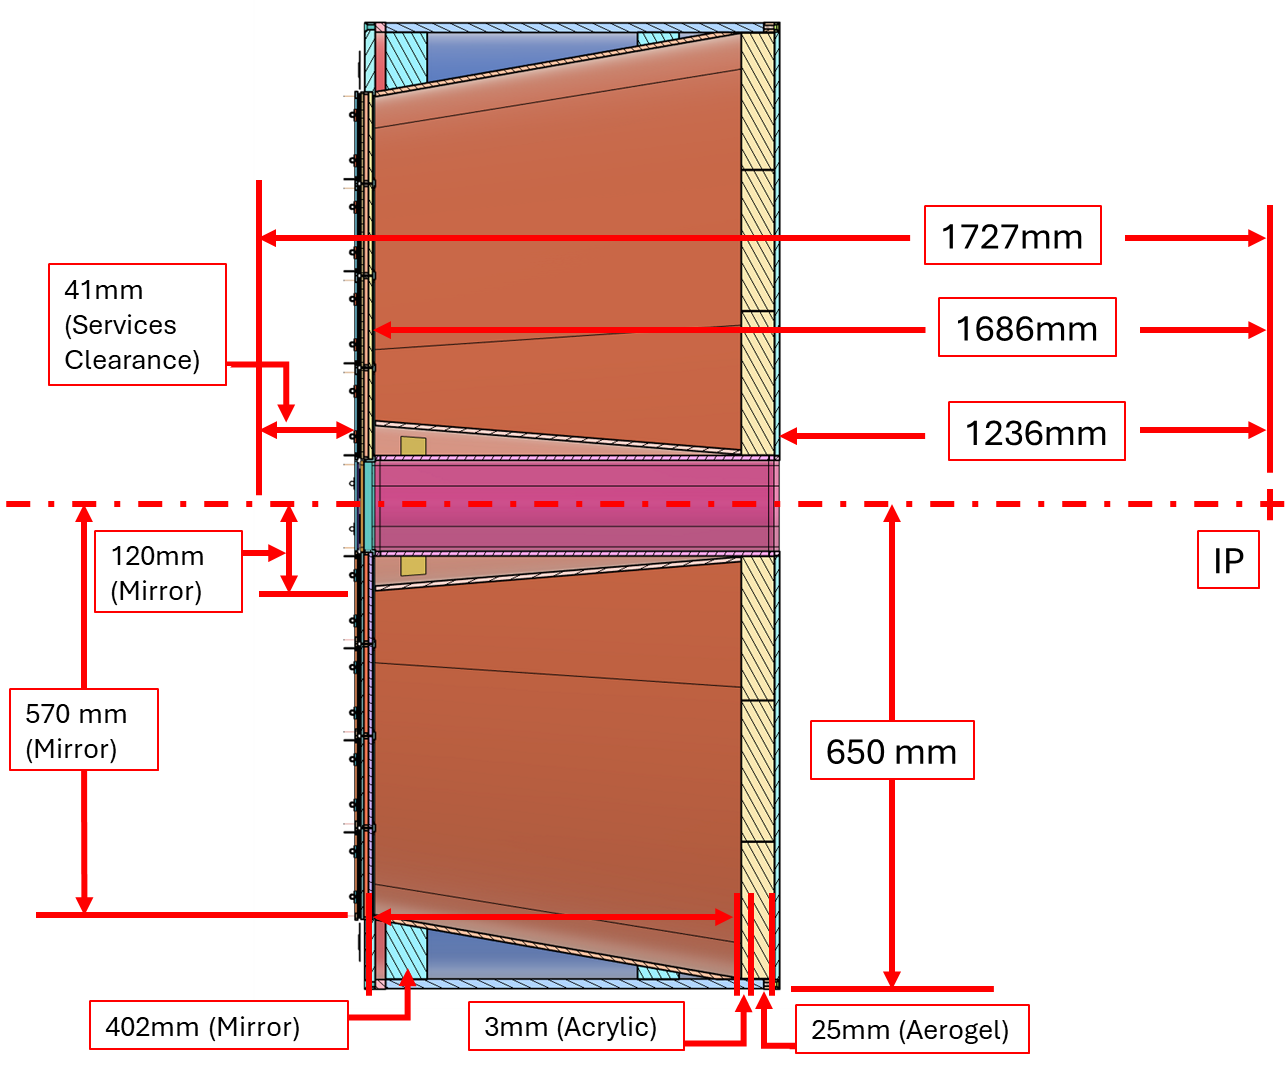 1727mm
41mm
(Services
Clearance)
1686mm
1236mm
120mm
(Mirror)
IP
570 mm
(Mirror)
650 mm
402mm (Mirror)
3mm (Acrylic)
25mm (Aerogel)